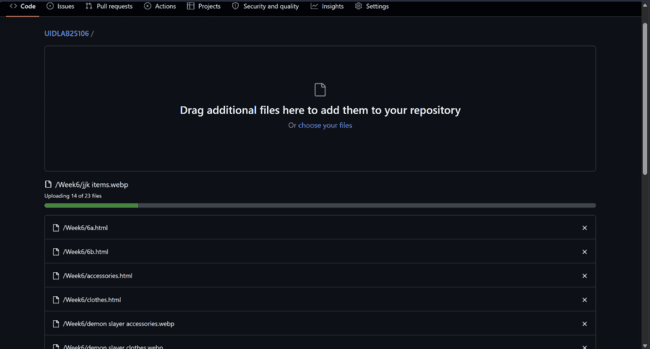 Code Issues Pull requests Actions Projects Security and quality Insights Settings
UIDLAB25106 /
Drag additional files here to add them to your repository
Or choose your files
/Week6/jjk items.webp
Uploading 14 of 23 files
/Week6/6a.html
/Week6/6b.html
/Week6/accessories.html
/Week6/clothes.html
/Week6/demon slayer accessories.webp
/Week6/demon slayer clothes.webp